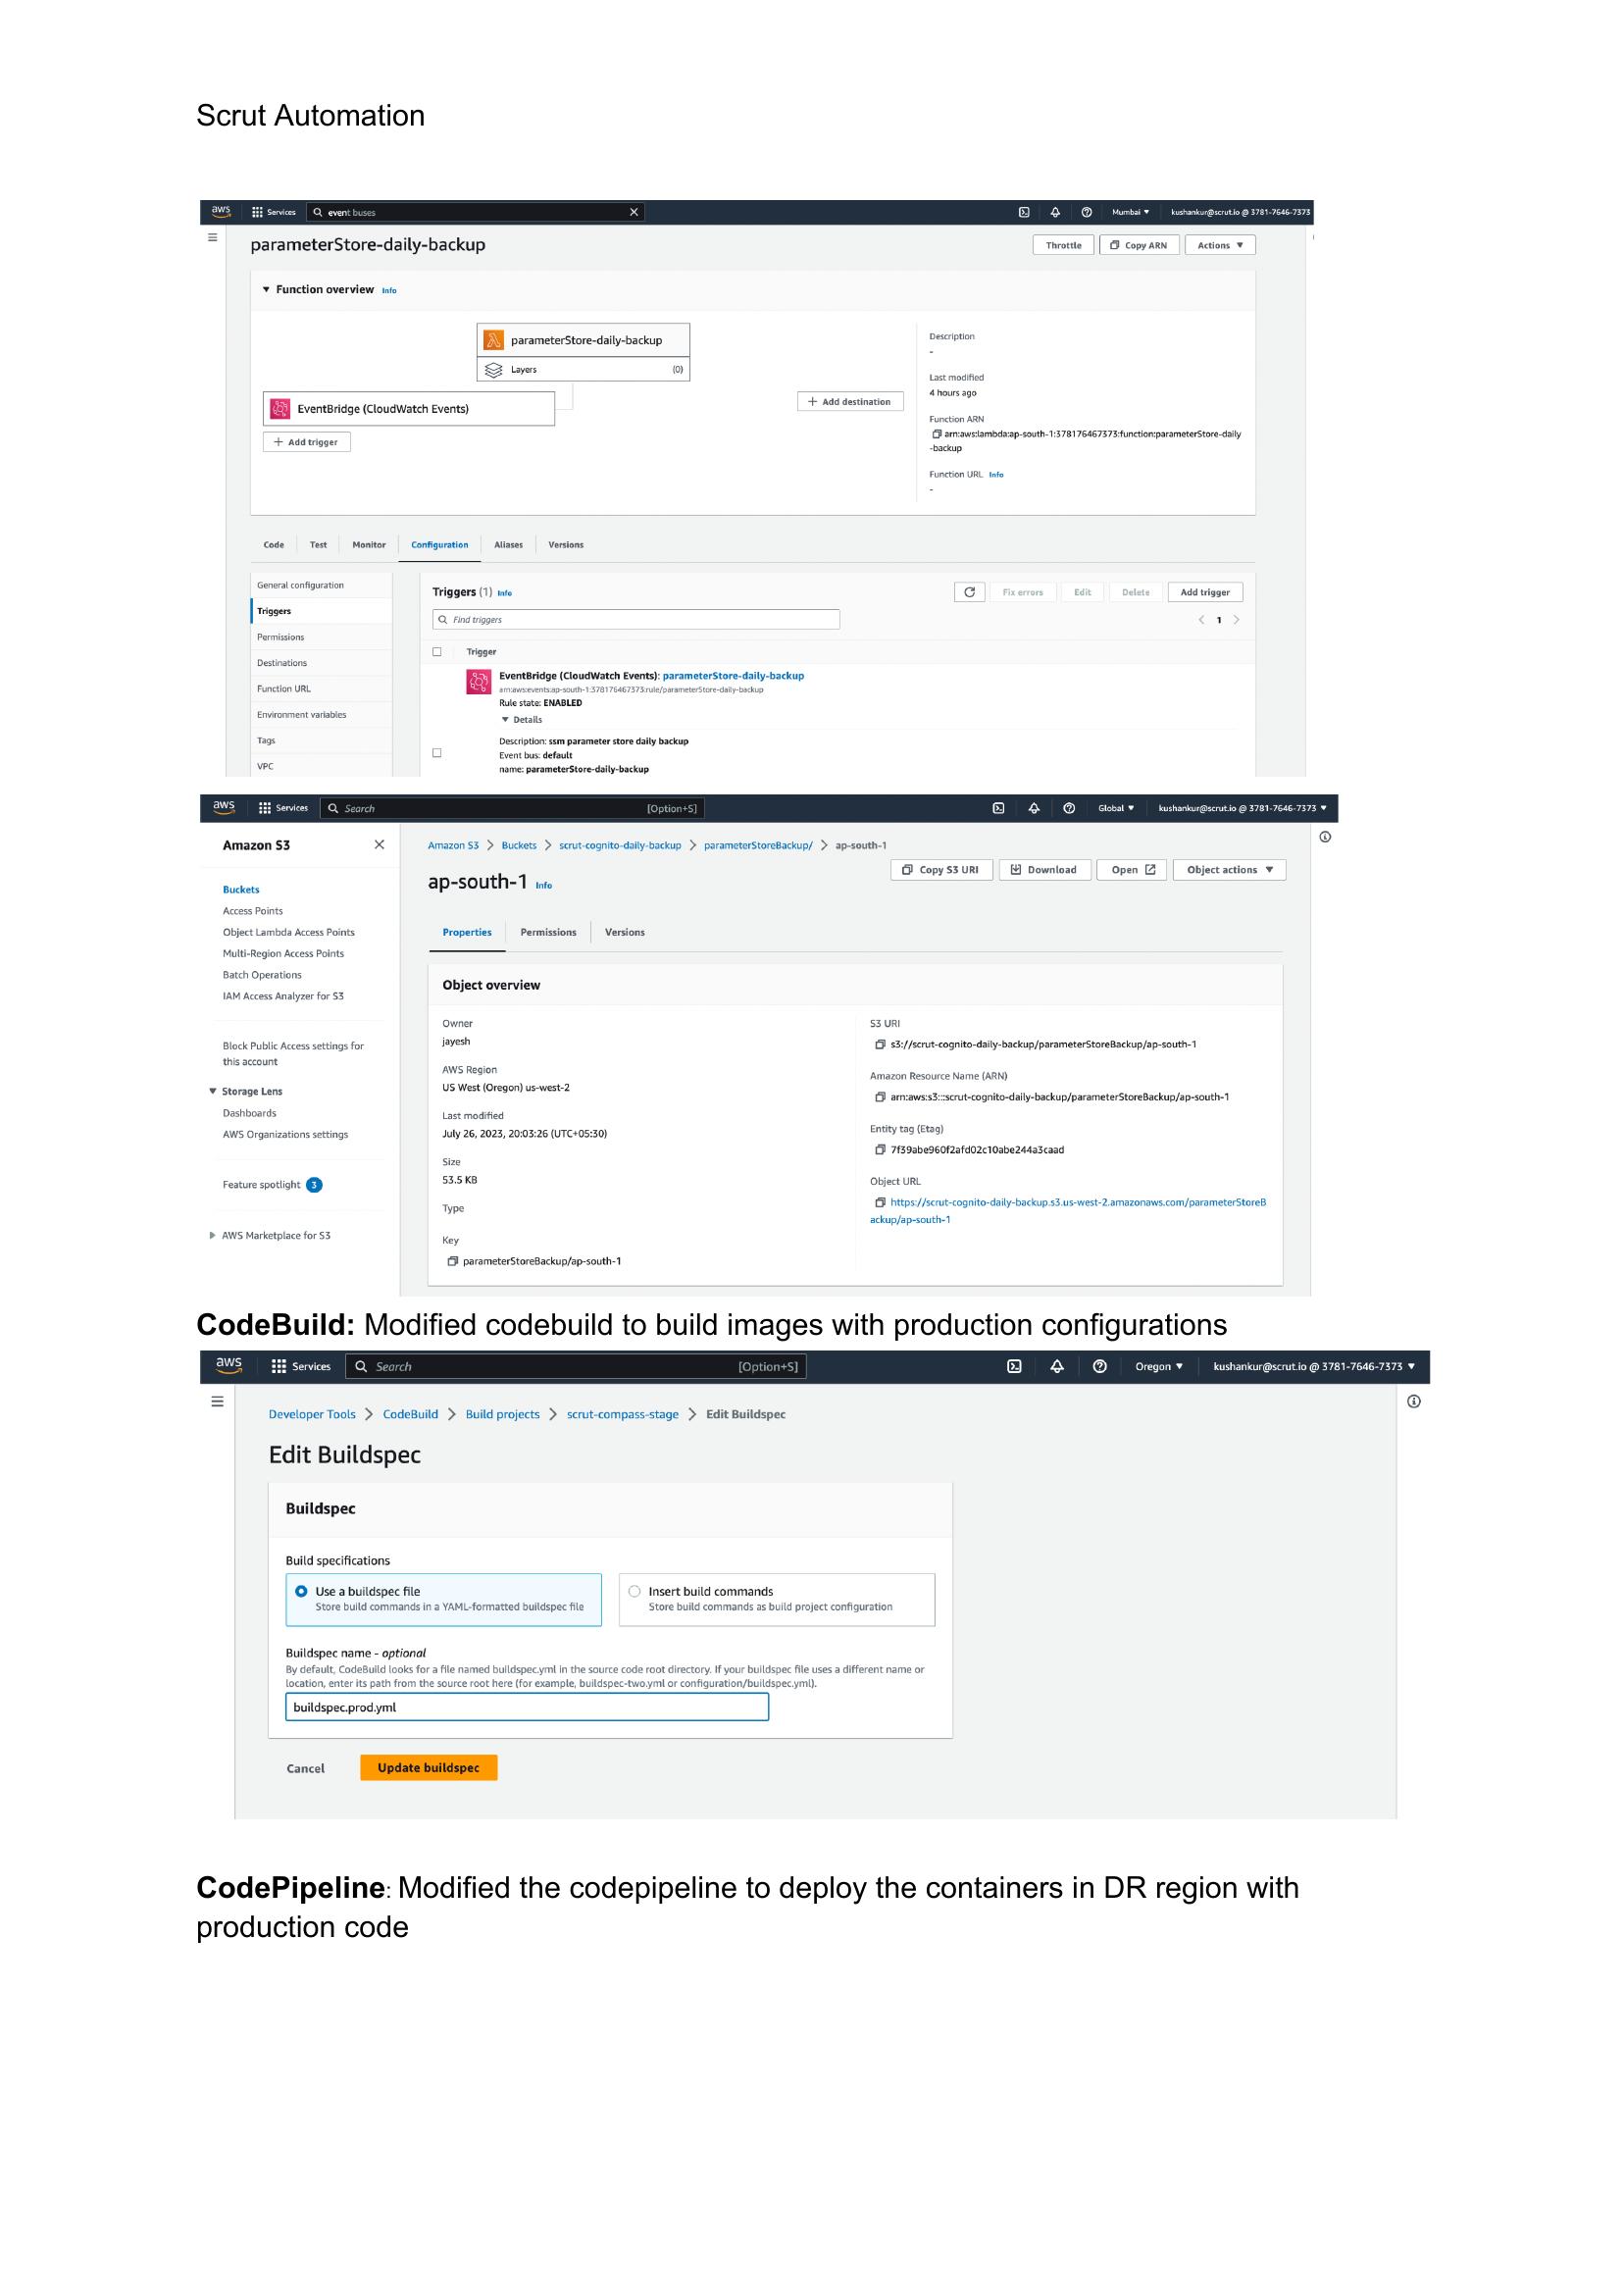 Scrut Automation
aws Services event buses Mumbai kushankur@scrut.io @ 3781-7646-7373
parameterStore-daily-backup Throttle Copy ARN Actions
Function overview Info
parameterStore-daily-backup
Layers (0)
EventBridge (CloudWatch Events)
Add trigger
Add destination
Description
-
Last modified
4 hours ago
Function ARN
arn:aws:lambda:ap-south-1:378176467373:function:parameterStore-daily
-backup
Function URL Info
-
Code Test Monitor Configuration Aliases Versions
General configuration
Triggers
Permissions
Destinations
Function URL
Environment variables
Tags
VPC
Triggers (1) Info Fix errors Edit Delete Add trigger
Find triggers 1
Trigger
EventBridge (CloudWatch Events): parameterStore-daily-backup
arn:aws:events:ap-south-1:378176467373:rule/parameterStore-daily-backup
Rule state: ENABLED
Details
Description: ssm parameter store daily backup
Event bus: default
name: parameterStore-daily-backup
aws Services Search [Option+S] Global kushankur@scrut.io @ 3781-7646-7373
Amazon S3
Buckets
Access Points
Object Lambda Access Points
Multi-Region Access Points
Batch Operations
IAM Access Analyzer for S3
Block Public Access settings for
this account
Storage Lens
Dashboards
AWS Organizations settings
Feature spotlight 3
AWS Marketplace for S3
Amazon S3 > Buckets > scrut-cognito-daily-backup > parameterStoreBackup/ > ap-south-1
ap-south-1 Info Copy S3 URI Download Open Object actions
Properties Permissions Versions
Object overview
Owner
jayesh
AWS Region
US West (Oregon) us-west-2
Last modified
July 26, 2023, 20:03:26 (UTC+05:30)
Size
53.5 KB
Type
Key
parameterStoreBackup/ap-south-1
S3 URI
s3://scrut-cognito-daily-backup/parameterStoreBackup/ap-south-1
Amazon Resource Name (ARN)
arn:aws:s3:::scrut-cognito-daily-backup/parameterStoreBackup/ap-south-1
Entity tag (Etag)
7f39abe960f2afd02c10abe244a3caad
Object URL
https://scrut-cognito-daily-backup.s3.us-west-2.amazonaws.com/parameterStoreB
ackup/ap-south-1
CodeBuild: Modified codebuild to build images with production configurations
aws Services Search [Option+S] Oregon kushankur@scrut.io @ 3781-7646-7373
Developer Tools > CodeBuild > Build projects > scrut-compass-stage > Edit Buildspec
Edit Buildspec
Buildspec
Build specifications
Use a buildspec file
Store build commands in a YAML-formatted buildspec file
Insert build commands
Store build commands as build project configuration
Buildspec name - optional
By default, CodeBuild looks for a file named buildspec.yml in the source code root directory. If your buildspec file uses a different name or
location, enter its path from the source root here (for example, buildspec-two.yml or configuration/buildspec.yml).
buildspec.prod.yml
Cancel Update buildspec
CodePipeline: Modified the codepipeline to deploy the containers in DR region with
production code